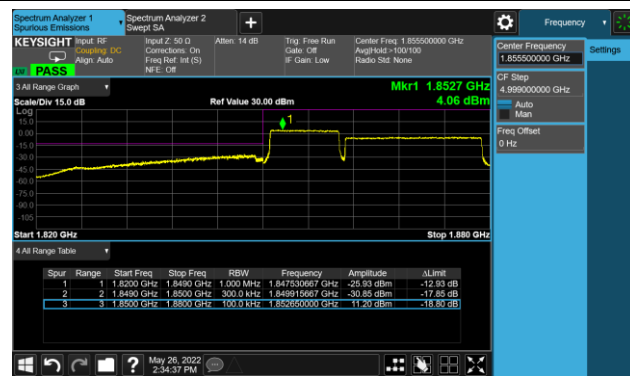 Spectrum Analyzer 1
Spurious Emissions
Spectrum Analyzer 2
Swept SA
Frequency
KEYSIGHT
Input: RF
Coupling: DC
Align: Auto
Input Z: 50 Ω
Corrections: On
Freq Ref: Int (S)
NFE: Off
Atten: 14 dB
Trig: Free Run
Gate: Off
IF Gain: Low
Center Freq: 1.855500000 GHz
Avg|Hold:>100/100
Radio Std: None
LW PASS
Center Frequency
1.855500000 GHz
Settings
CF Step
4.999000000 GHz
Auto
Man
Freq Offset
0 Hz
3 All Range Graph
Mkr1 1.8527 GHz
Scale/Div 15.0 dB
Ref Value 30.00 dBm
4.06 dBm
Log
15.0
0.00
-15.0
-30.0
-45.0
-60.0
-75.0
-90.0
-105
1
Start 1.820 GHz
Stop 1.880 GHz
4 All Range Table
Spur Range Start Freq Stop Freq RBW Frequency Amplitude ΔLimit
1 1 1.8200 GHz 1.8490 GHz 1.000 MHz 1.847530667 GHz -25.93 dBm -12.93 dB
2 2 1.8490 GHz 1.8500 GHz 300.0 kHz 1.849915667 GHz -30.85 dBm -17.85 dB
3 3 1.8500 GHz 1.8800 GHz 100.0 kHz 1.852650000 GHz 11.20 dBm -18.80 dB
?
May 26, 2022
2:34:37 PM